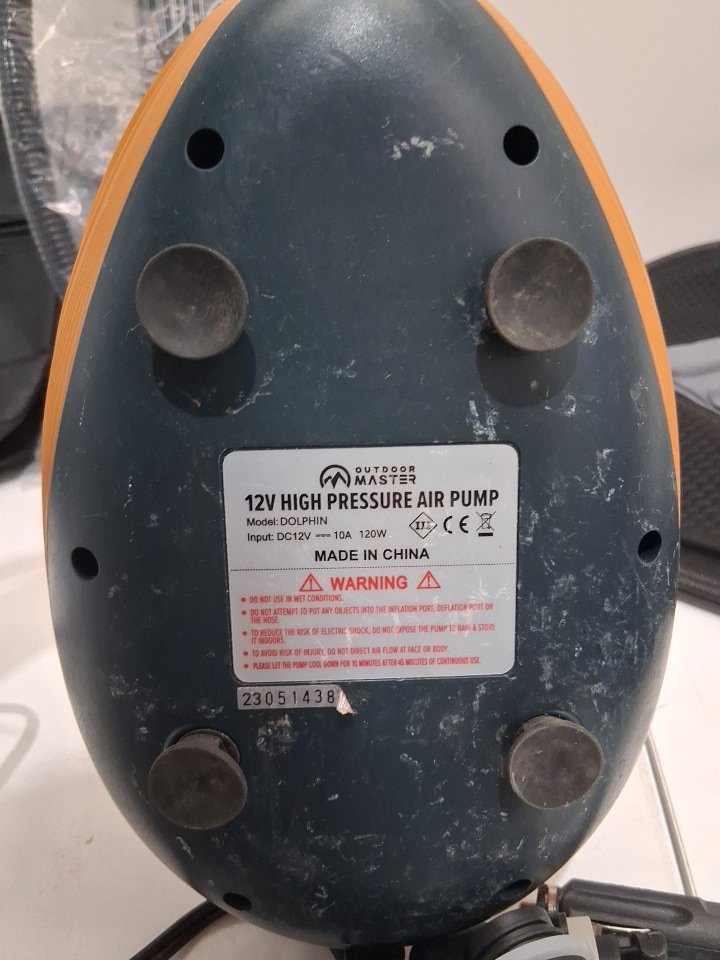 OUTDOOR
MASTER
12V HIGH PRESSURE AIR PUMP
Model: DOLPHIN
Input: DC12V 10A 120W
CE
MADE IN CHINA
WARNING
DO NOT USE IN WET CONDITIONS.
DO NOT ATTEMPT TO PUT ANY OBJECTS INTO THE INFLATION PORT, DEFLATION PORT OR
THE HOSE.
TO REDUCE THE RISK OF ELECTRIC SHOCK, DO NOT EXPOSE THE PUMP TO RAIN & STORE
IT INDOORS.
TO AVOID RISK OF INJURY, DO NOT DIRECT AIR FLOW AT FACE OR BODY.
PLEASE LET THE PUMP COOL DOWN FOR 10 MINUTES AFTER 45 MINUTES OF CONTINUOUS USE.
23051438